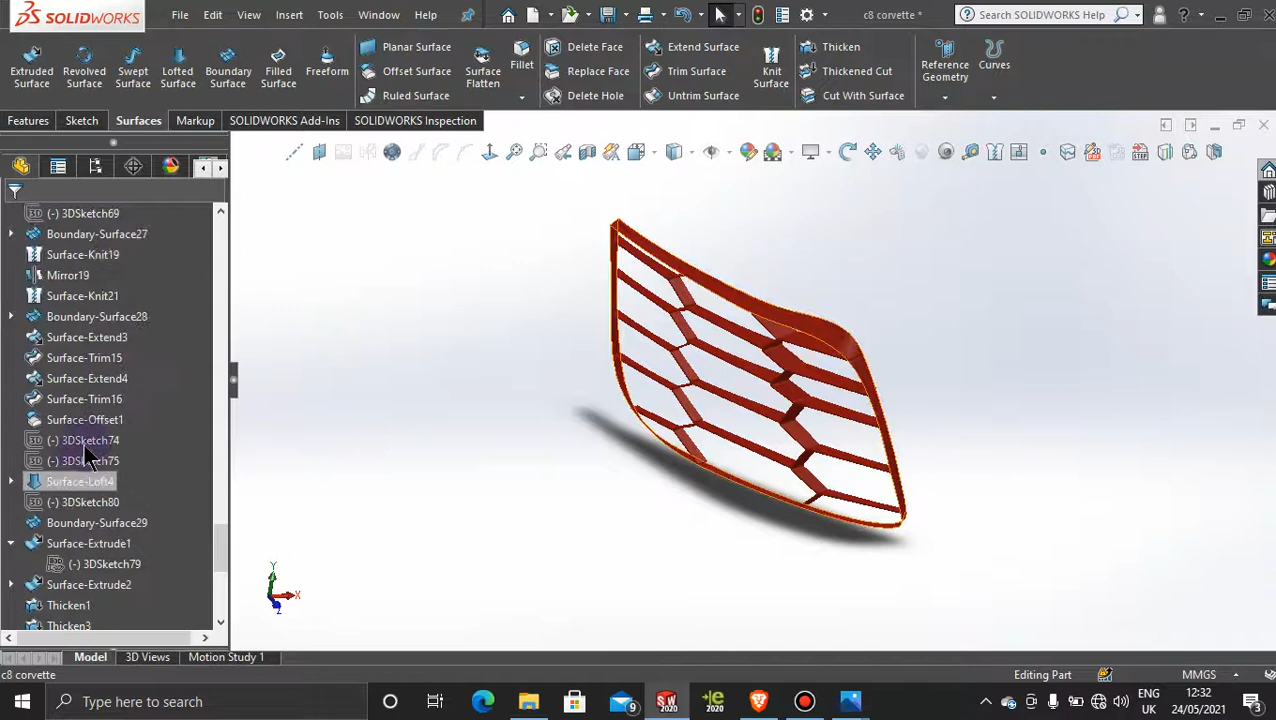 SOLIDWORKS
File
Edit
View
Insert
Tools
Window
Help
c8 corvette *
Search SOLIDWORKS Help
Extruded Surface
Revolved Surface
Swept Surface
Lofted Surface
Boundary Surface
Filled Surface
Freeform
Planar Surface
Offset Surface
Ruled Surface
Surface Flatten
Fillet
Delete Face
Replace Face
Delete Hole
Extend Surface
Trim Surface
Untrim Surface
Knit Surface
Thicken
Thickened Cut
Cut With Surface
Reference Geometry
Curves
Features
Sketch
Surfaces
Markup
SOLIDWORKS Add-Ins
SOLIDWORKS Inspection
(-) 3DSketch69
Boundary-Surface27
Surface-Knit19
Mirror19
Surface-Knit21
Boundary-Surface28
Surface-Extend3
Surface-Trim15
Surface-Extend4
Surface-Trim16
Surface-Offset1
(-) 3DSketch74
(-) 3DSketch75
Surface-Loft4
(-) 3DSketch80
Boundary-Surface29
Surface-Extrude1
(-) 3DSketch79
Surface-Extrude2
Thicken1
Thicken3
Y
X
Z
Model
3D Views
Motion Study 1
c8 corvette
Editing Part
MMGS
Type here to search
ENG
UK
12:32
24/05/2021